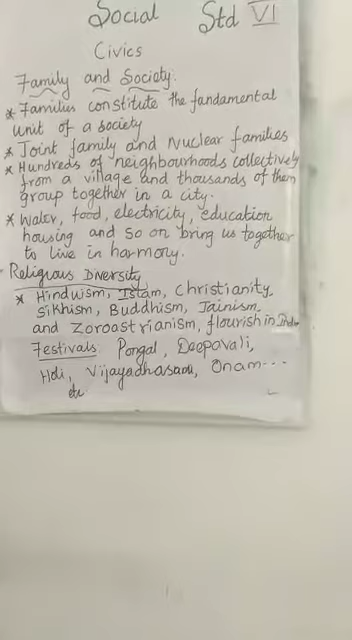 Social Std VI
Civics
Family and Society.
* Families constitute the fandamental
unit of a society
* Joint family and Nuclear families
* Hundreds of neighbourhoods collectively
from a village and thousands of them
group together in a city.
* Water, food, electricity, education
housing and so on bring us together
to live in harmony.
- Religious Diversity
* Hinduism, Islam, Christianity
Sikhism, Buddhism, Jainism
and Zoroastrianism, flourish in
Festivals: Pongal, Deepavali,
Holi, Vijayadhasami, Onam...
etc